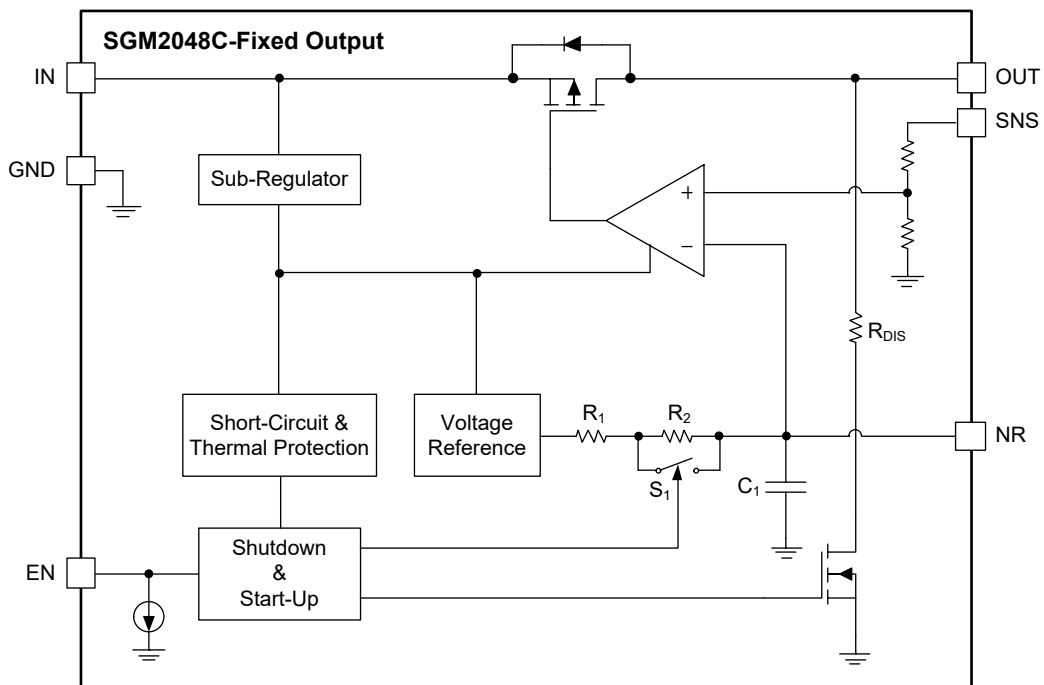 SGM2048C-Fixed Output
IN
OUT
SNS
GND
Sub-Regulator
+
−
R_DIS
Short-Circuit &
Thermal Protection
Voltage
Reference
R₁
R₂
NR
S₁
C₁
EN
Shutdown
&
Start-Up